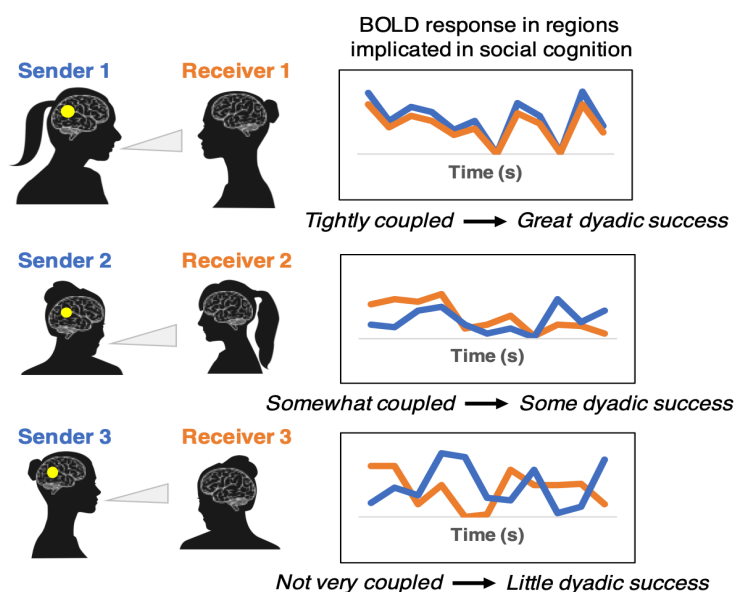 BOLD response in regions
implicated in social cognition
Sender 1 Receiver 1
Time (s)
Tightly coupled → Great dyadic success
Sender 2 Receiver 2
Time (s)
Somewhat coupled → Some dyadic success
Sender 3 Receiver 3
Time (s)
Not very coupled → Little dyadic success